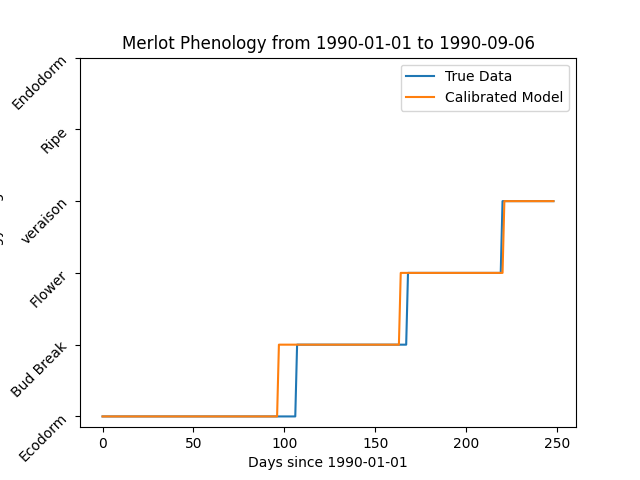 Merlot Phenology from 1990-01-01 to 1990-09-06
True Data
Calibrated Model
Endodorm
Ripe
veraison
Flower
Bud Break
Ecodorm
0 50 100 150 200 250
Days since 1990-01-01